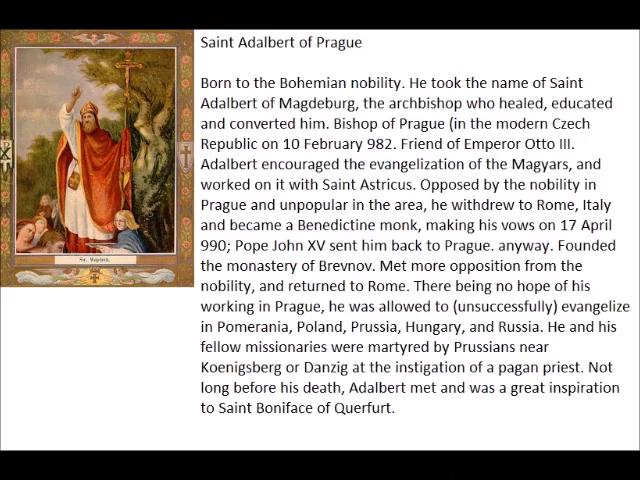 Saint Adalbert of Prague
Born to the Bohemian nobility. He took the name of Saint
Adalbert of Magdeburg, the archbishop who healed, educated
and converted him. Bishop of Prague (in the modern Czech
Republic on 10 February 982. Friend of Emperor Otto III.
Adalbert encouraged the evangelization of the Magyars, and
worked on it with Saint Astricus. Opposed by the nobility in
Prague and unpopular in the area, he withdrew to Rome, Italy
and became a Benedictine monk, making his vows on 17 April
990; Pope John XV sent him back to Prague. anyway. Founded
the monastery of Brevnov. Met more opposition from the
nobility, and returned to Rome. There being no hope of his
working in Prague, he was allowed to (unsuccessfully) evangelize
in Pomerania, Poland, Prussia, Hungary, and Russia. He and his
fellow missionaries were martyred by Prussians near
Koenigsberg or Danzig at the instigation of a pagan priest. Not
long before his death, Adalbert met and was a great inspiration
to Saint Boniface of Querfurt.